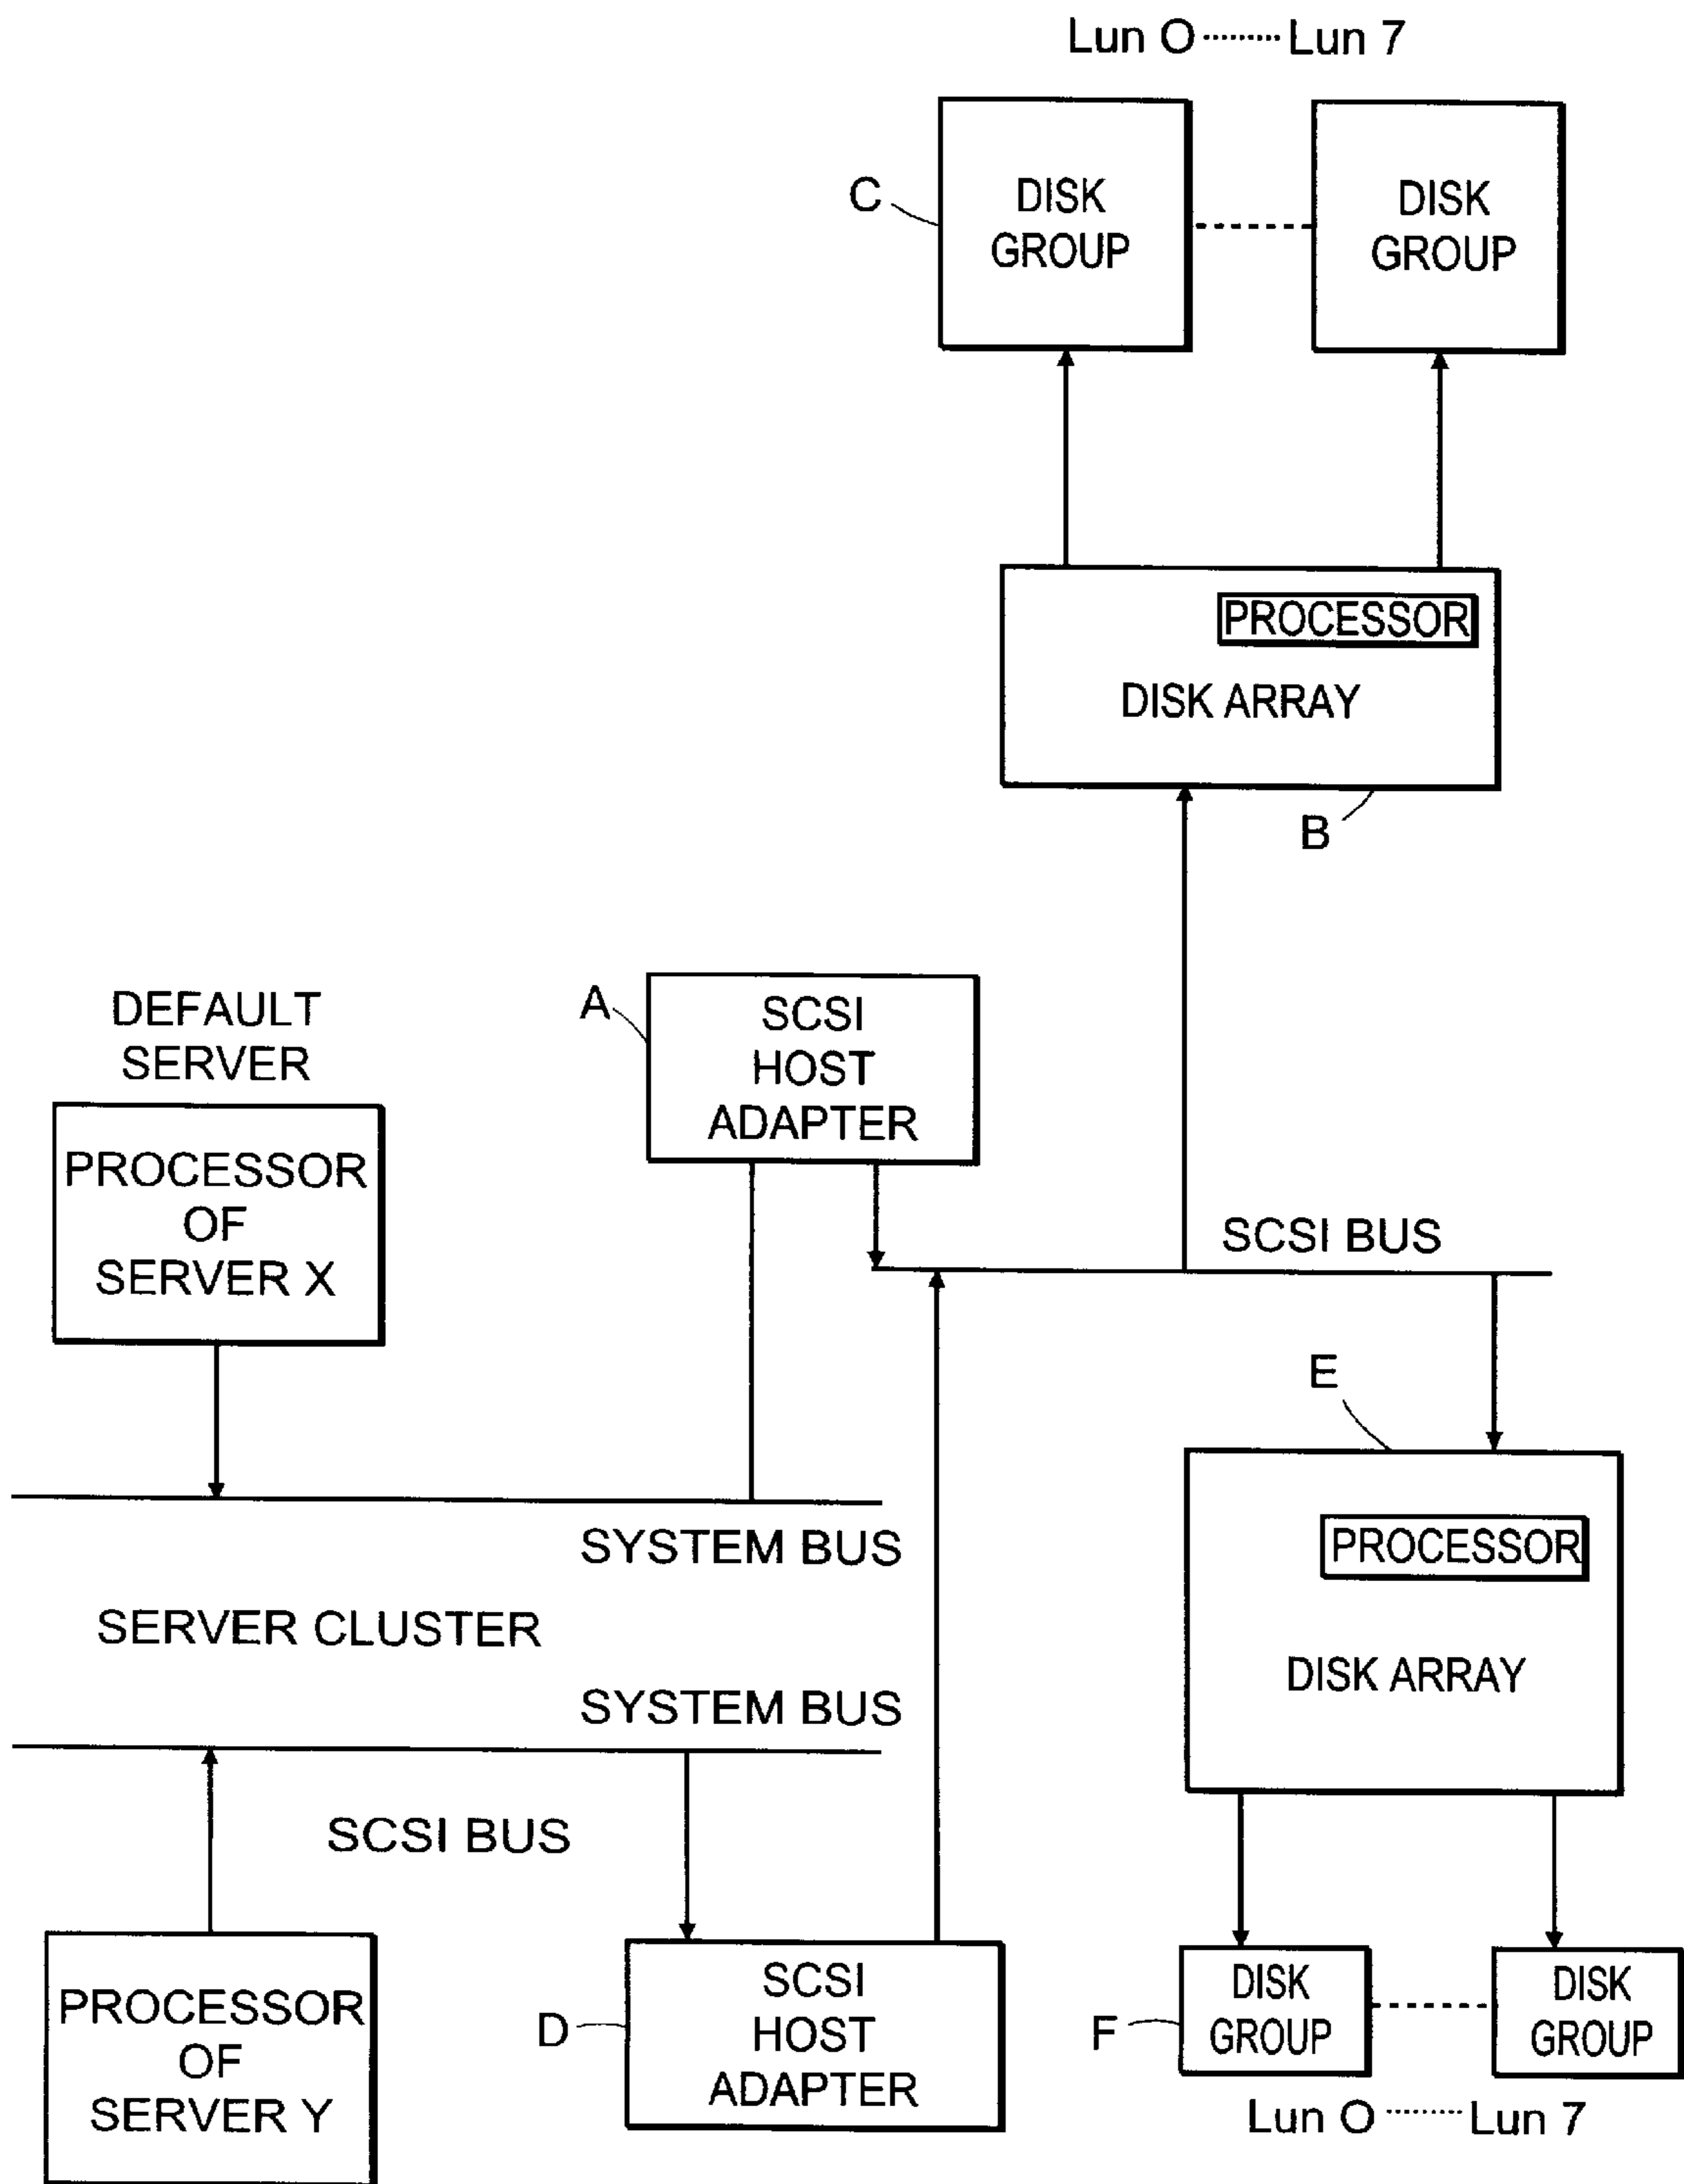 Lun O ........ Lun 7
C
DISK
GROUP
DISK
GROUP
PROCESSOR
DISK ARRAY
B
A
SCSI
HOST
ADAPTER
DEFAULT
SERVER
PROCESSOR
OF
SERVER X
SCSI BUS
E
SYSTEM BUS
PROCESSOR
SERVER CLUSTER
DISK ARRAY
SYSTEM BUS
SCSI BUS
PROCESSOR
OF
SERVER Y
D
SCSI
HOST
ADAPTER
F
DISK
GROUP
DISK
GROUP
Lun O ........ Lun 7